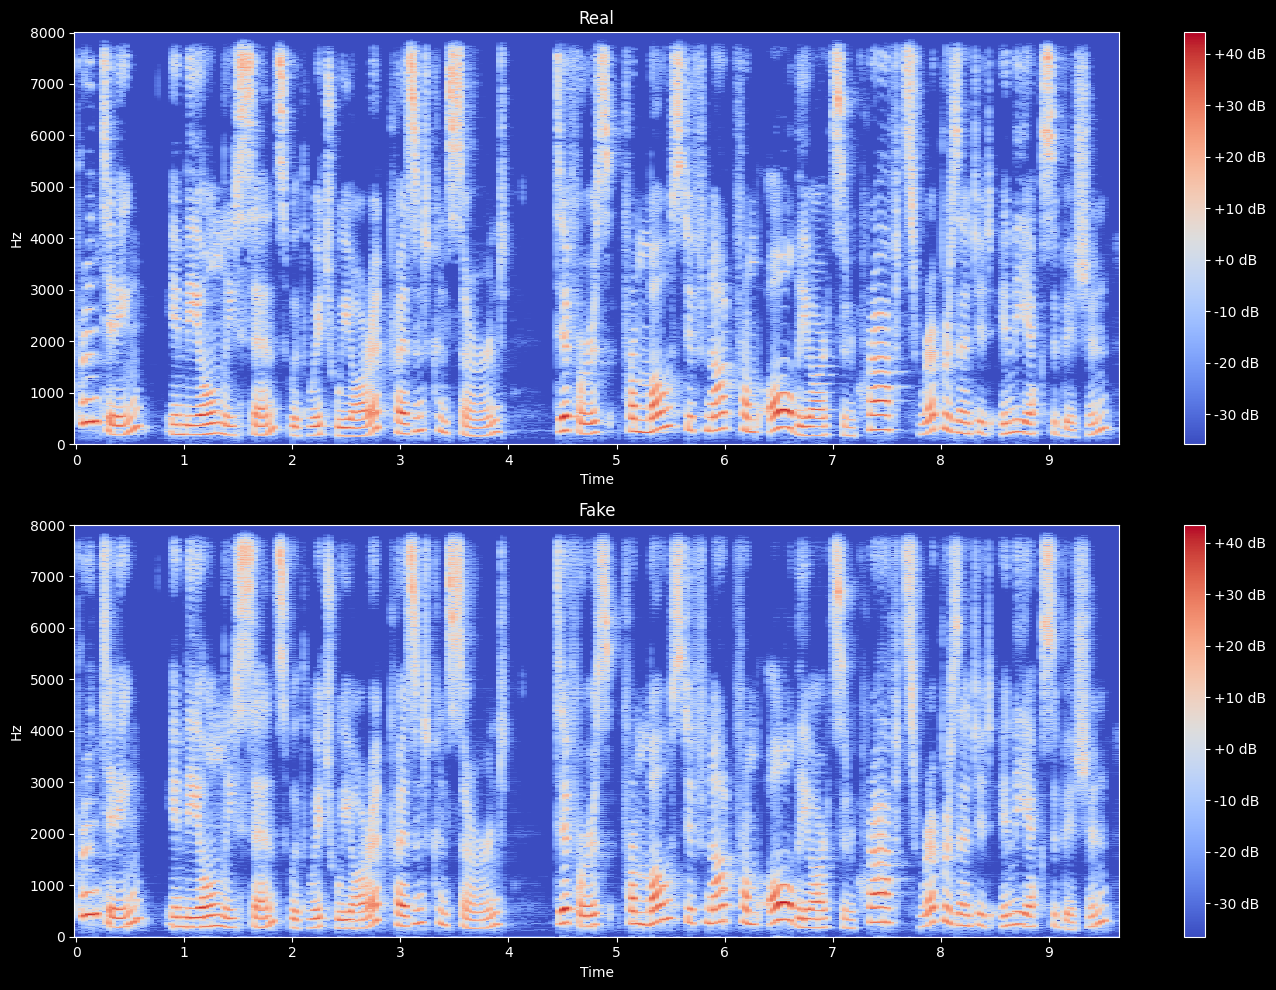 Real
8000
7000
6000
5000
4000
3000
2000
1000
0
Hz
0 1 2 3 4 5 6 7 8 9
Time
+40 dB
+30 dB
+20 dB
+10 dB
+0 dB
-10 dB
-20 dB
-30 dB
Fake
8000
7000
6000
5000
4000
3000
2000
1000
0
Hz
0 1 2 3 4 5 6 7 8 9
Time
+40 dB
+30 dB
+20 dB
+10 dB
+0 dB
-10 dB
-20 dB
-30 dB